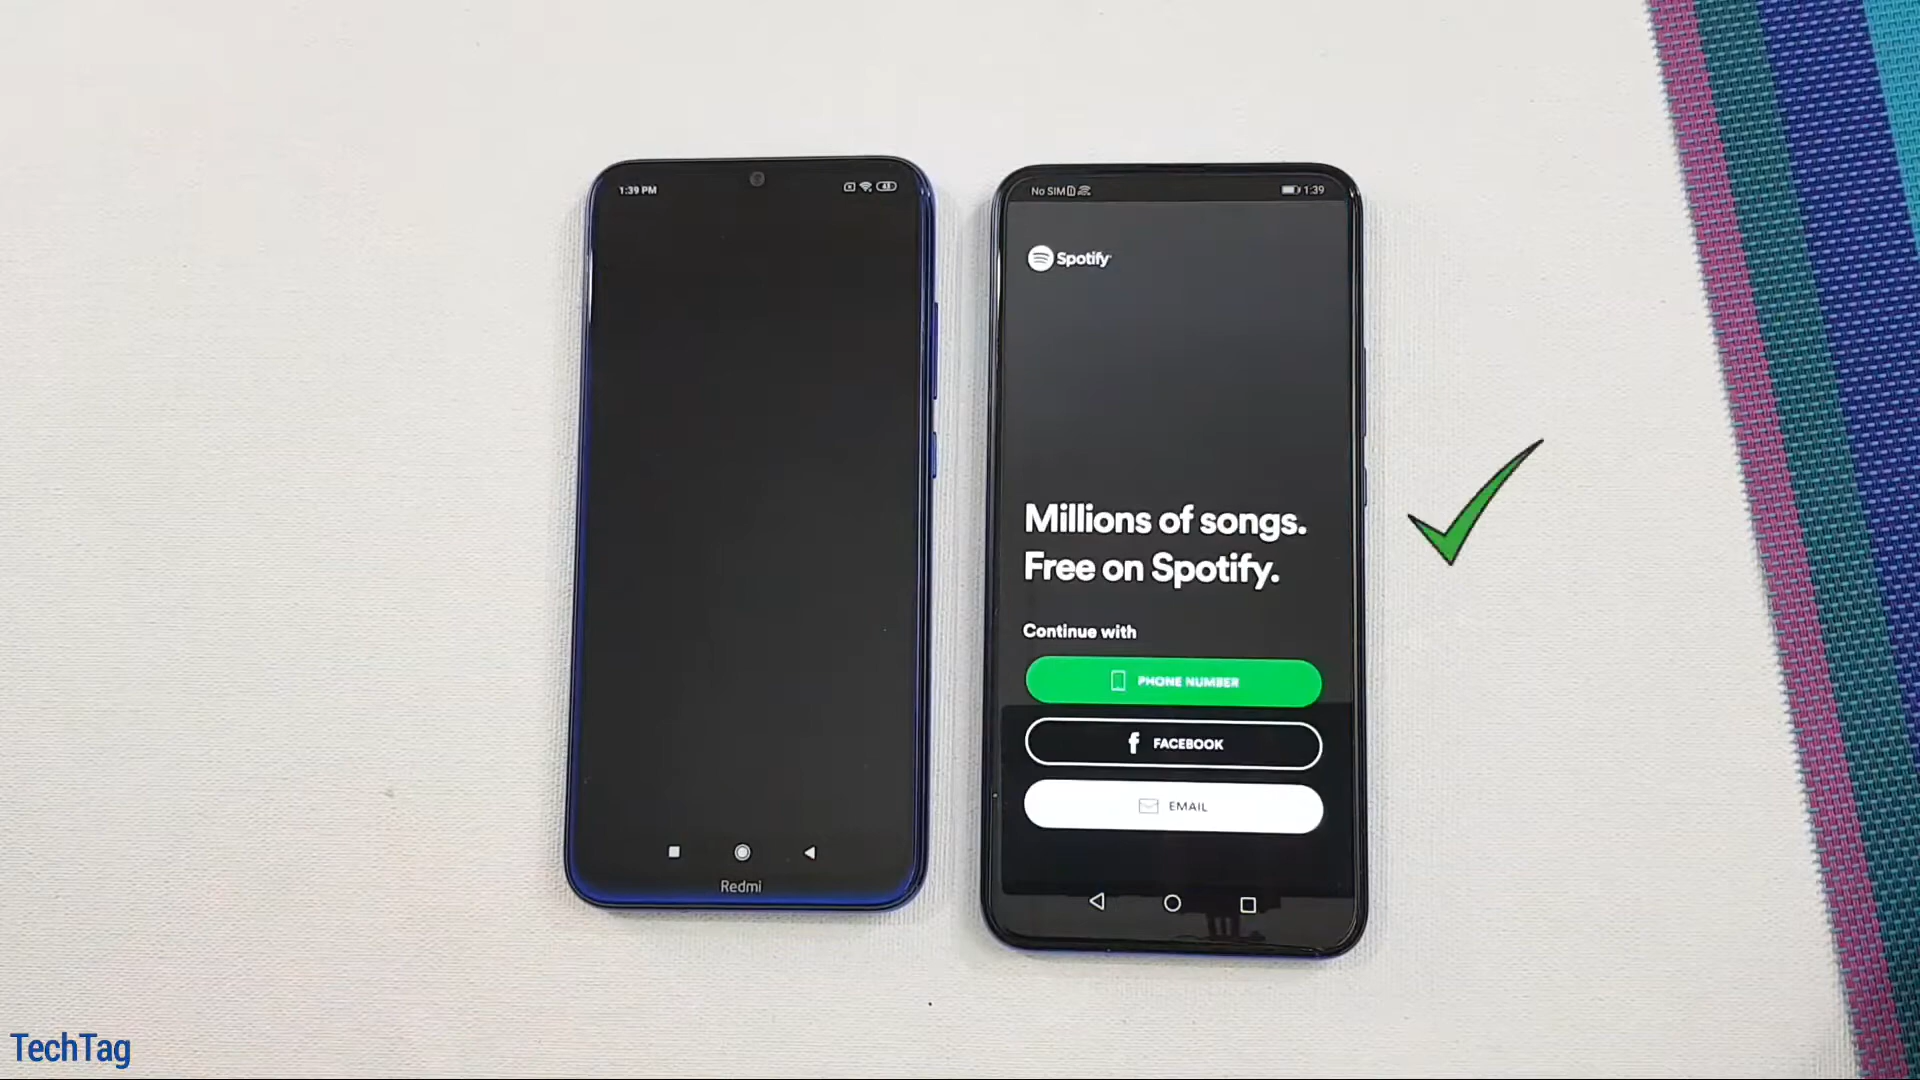 1:39 PM
43
Redmi
No SIM
1:39
Spotify
Millions of songs.
Free on Spotify.
Continue with
PHONE NUMBER
f FACEBOOK
EMAIL
TechTag